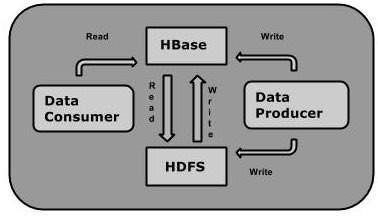 Read
HBase
Write
Data
Consumer
Read
Write
Data
Producer
HDFS
Write